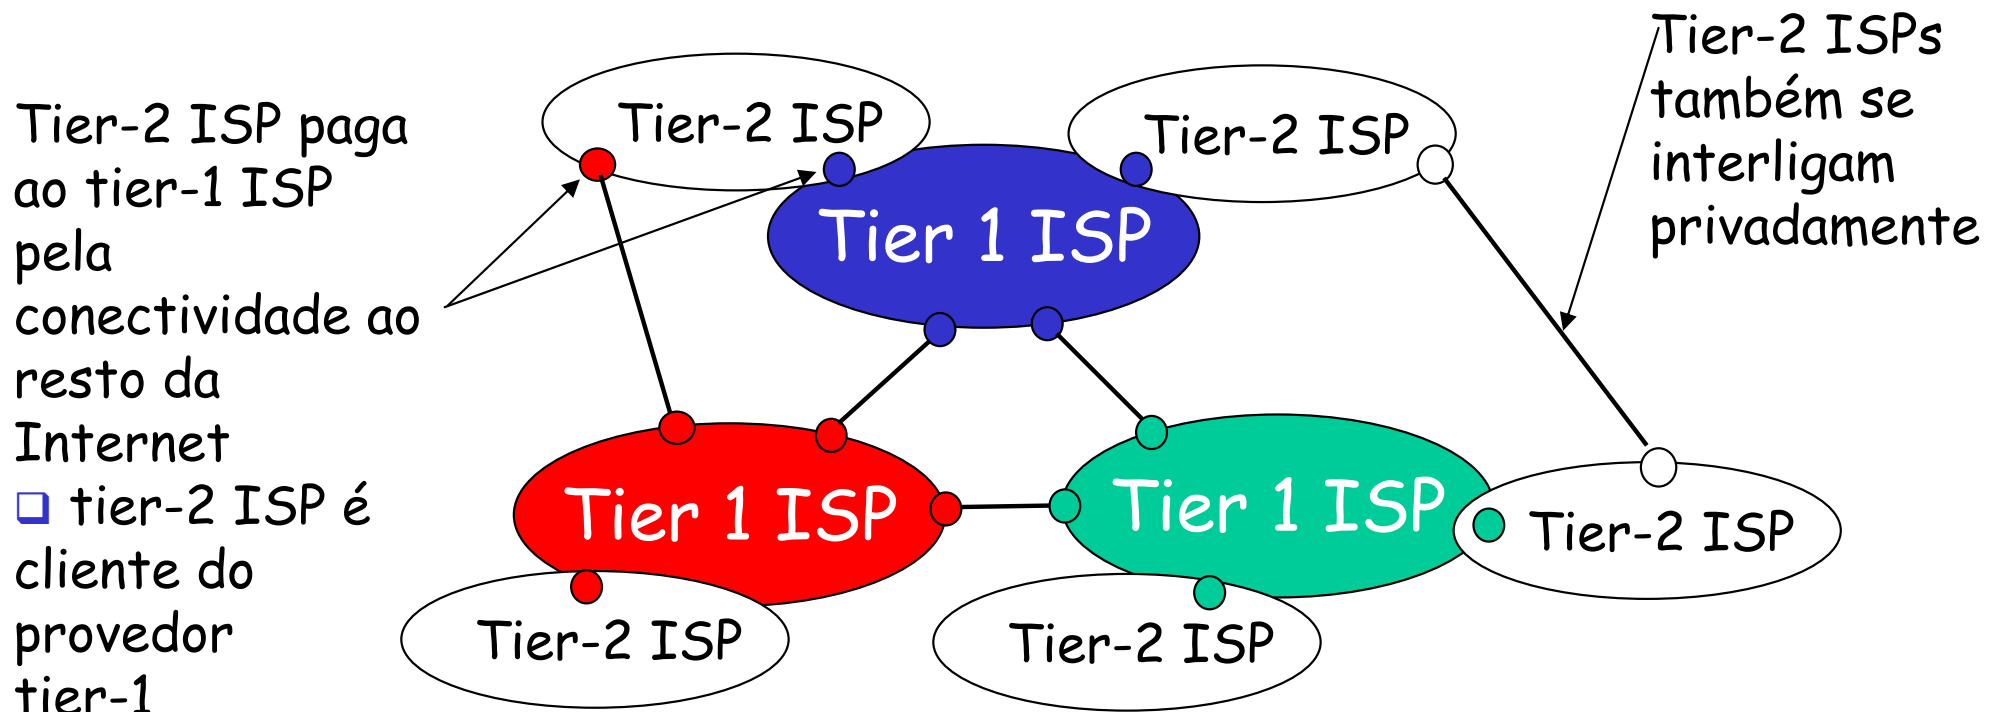 Tier-2 ISP paga
ao tier-1 ISP
pela
conectividade ao
resto da
Internet
tier-2 ISP é
cliente do
provedor
tier-1
Tier-2 ISP
Tier-2 ISP
Tier-2 ISPs
também se
interligam
privadamente
Tier 1 ISP
Tier 1 ISP
Tier 1 ISP
Tier-2 ISP
Tier-2 ISP
Tier-2 ISP